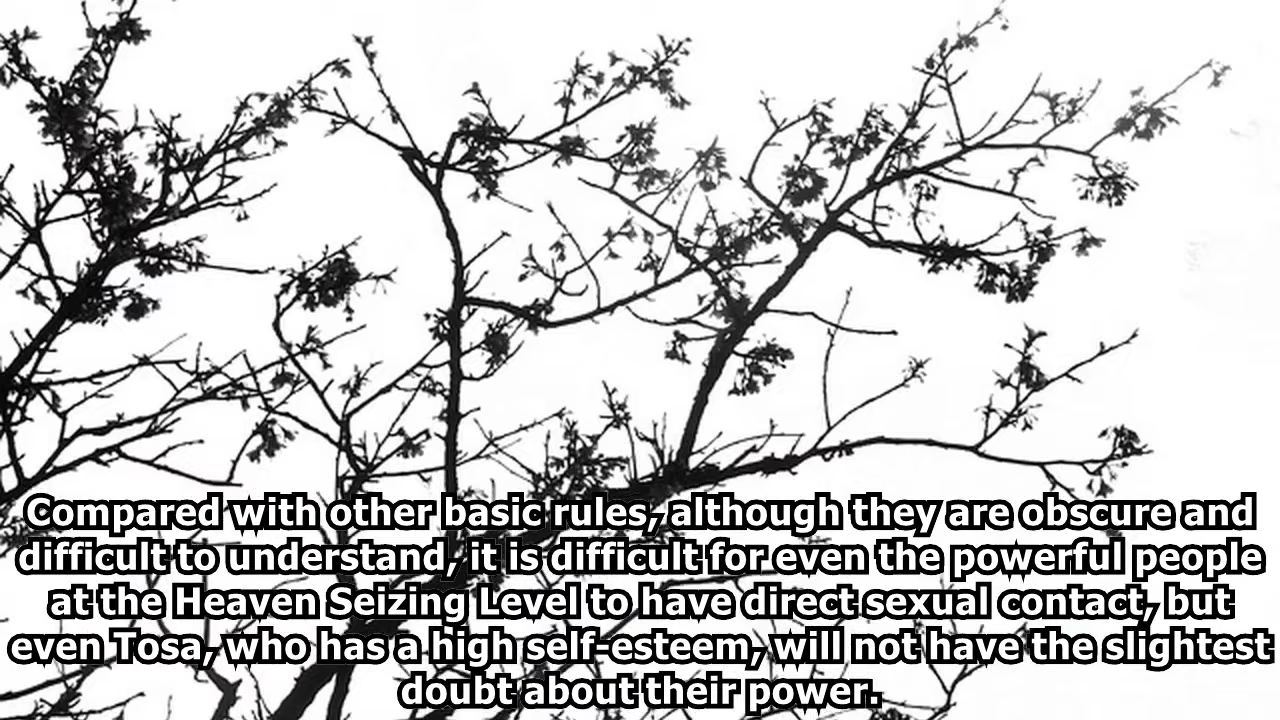 Compared with other basic rules, although they are obscure and
difficult to understand, it is difficult for even the powerful people
at the Heaven Seizing Level to have direct sexual contact, but
even Tosa, who has a high self-esteem, will not have the slightest
doubt about their power.